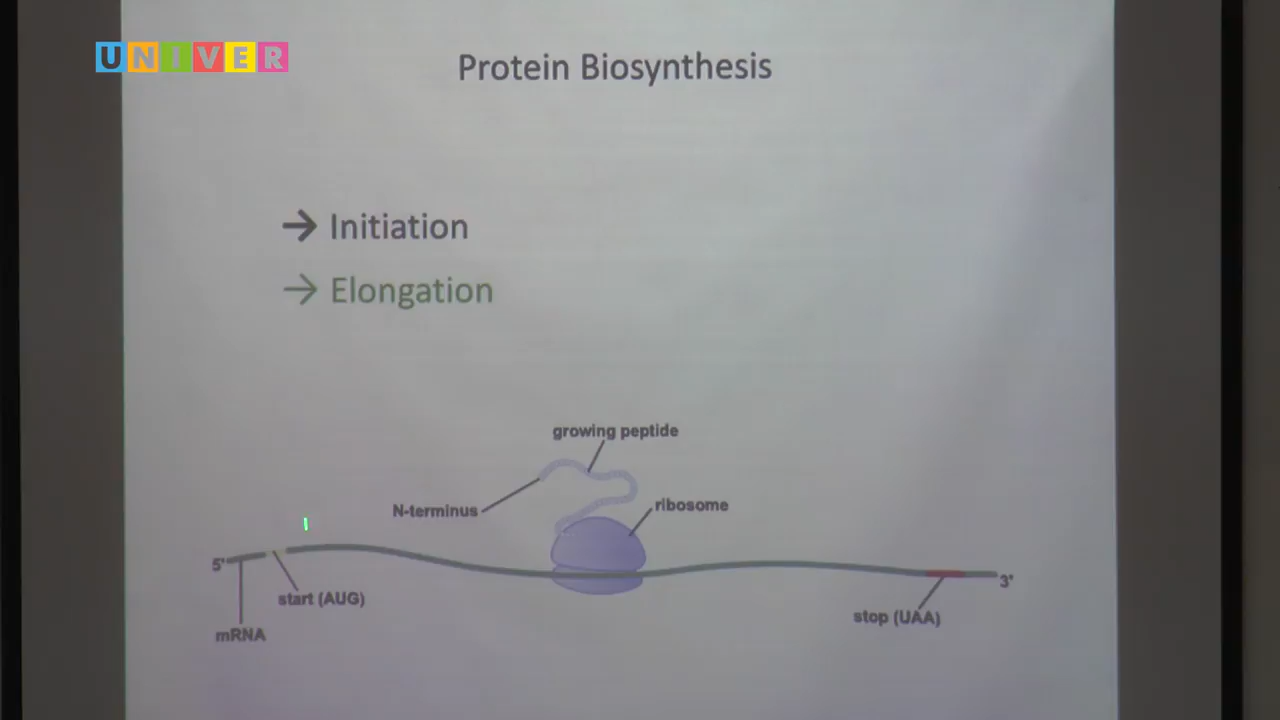 UNIVER
Protein Biosynthesis
→ Initiation
→ Elongation
growing peptide
N-terminus
ribosome
5'
3'
start (AUG)
stop (UAA)
mRNA